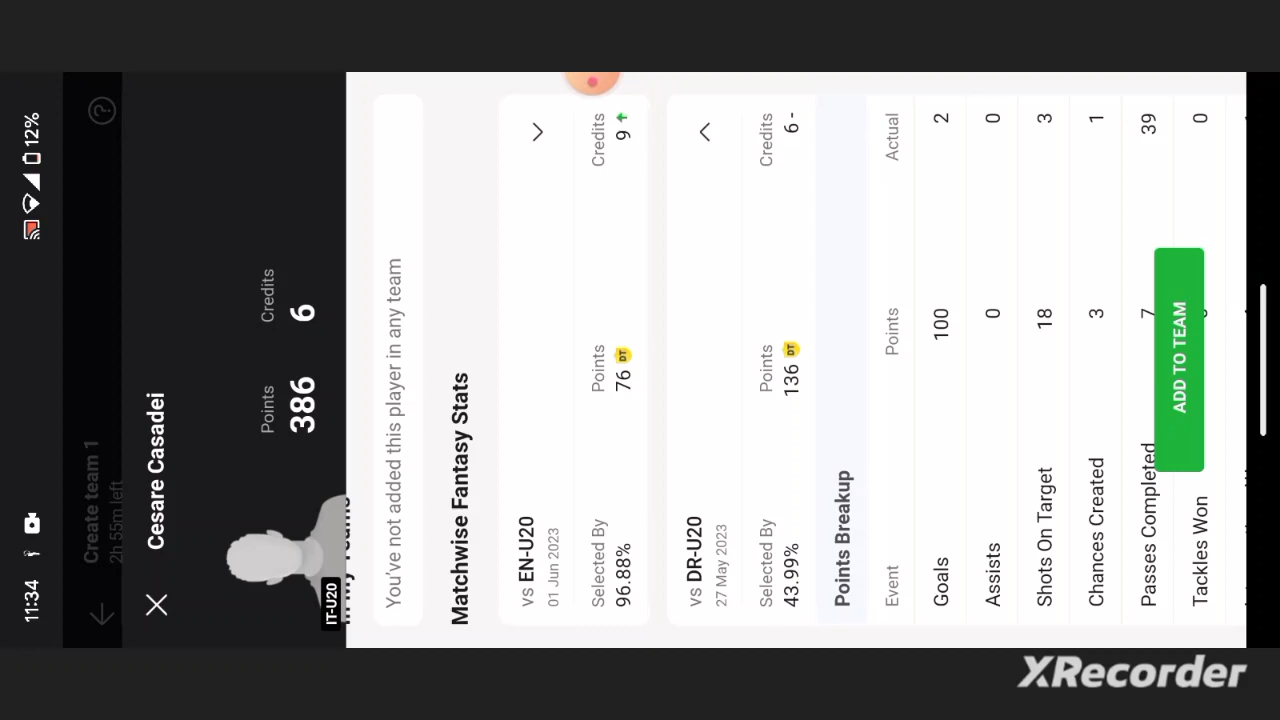 11:34
12%
Create team 1
2h 55m left
Cesare Casadei
Points
Credits
386
6
IT-U20
You've not added this player in any team
Matchwise Fantasy Stats
vs EN-U20
01 Jun 2023
Selected By
Points
Credits
96.88%
76 DT
9
vs DR-U20
27 May 2023
Selected By
Points
Credits
43.99%
136 DT
6 -
Points Breakup
Event
Points
Actual
Goals
100
2
Assists
0
0
Shots On Target
18
3
Chances Created
3
1
Passes Completed
7
39
ADD TO TEAM
Tackles Won
0
XRecorder